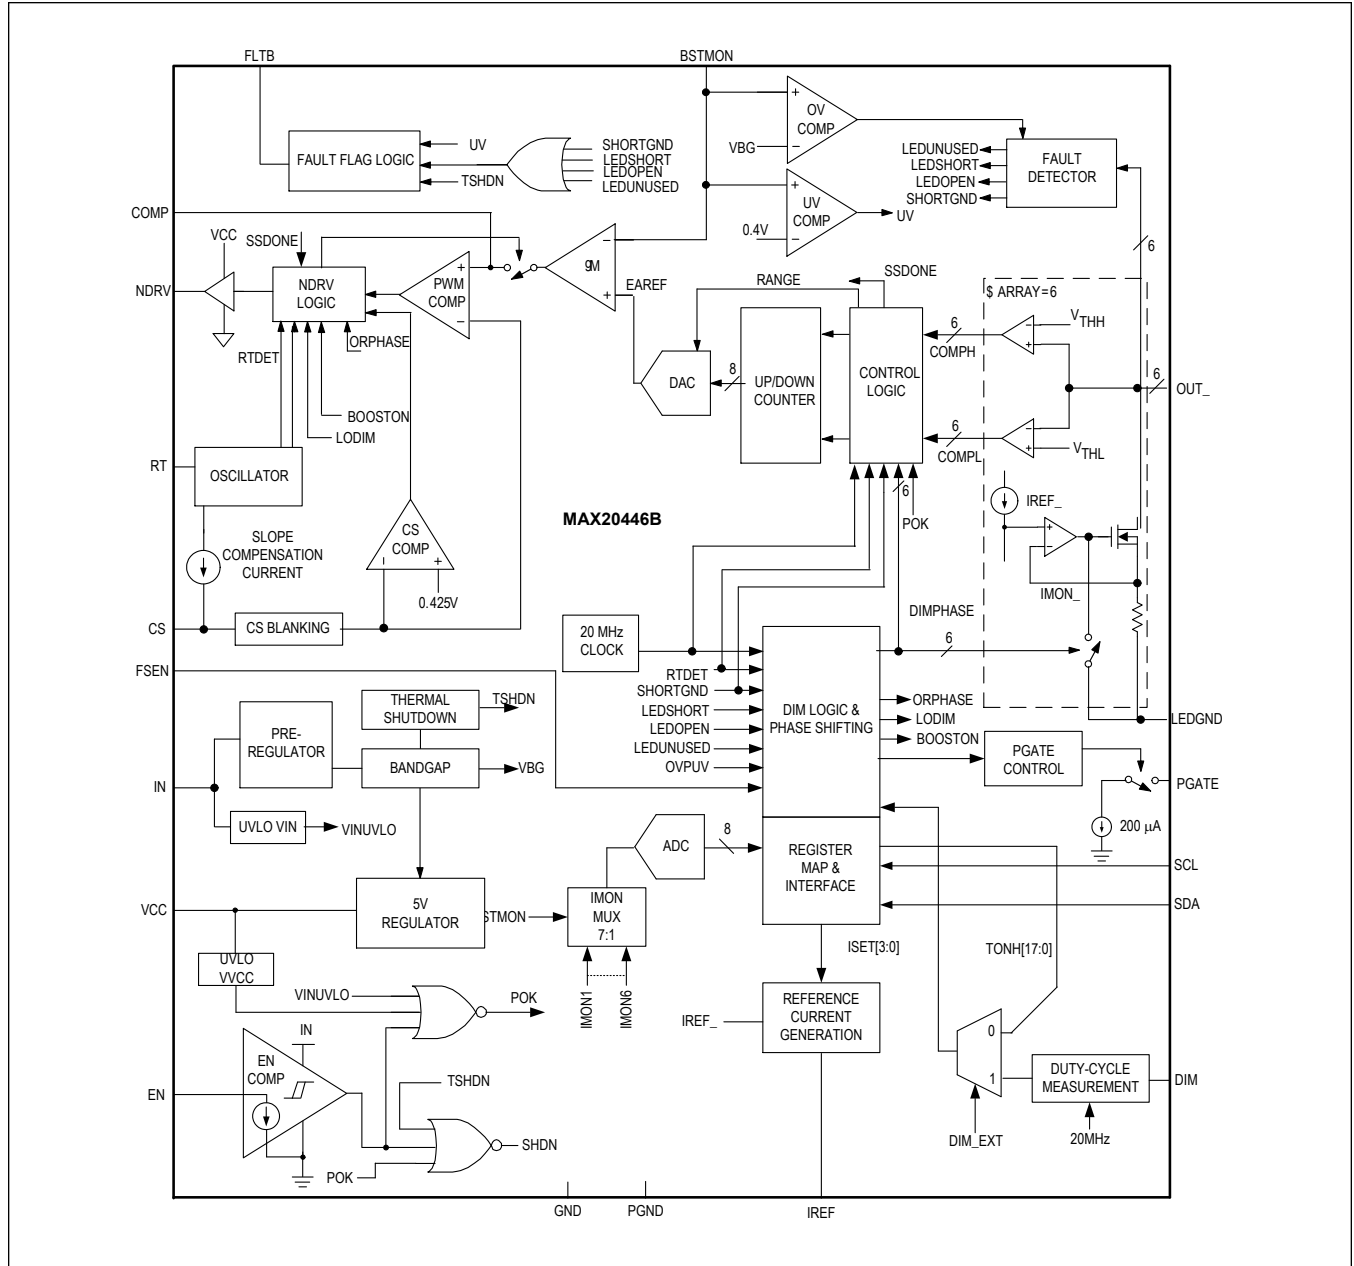 FLTB
BSTMON
FAULT FLAG LOGIC
UV
TSHDN
SHORTGND
LEDSHORT
LEDOPEN
LEDUNUSED
VBG
OV
COMP
LEDUNUSED
LEDSHORT
LEDOPEN
SHORTGND
FAULT
DETECTOR
0.4V
UV
COMP
UV
6
COMP
VCC
SSDONE
NDRV
NDRV
LOGIC
PWM
COMP
gM
EAREF
RTDET
ORPHASE
BOOSTON
LODIM
RANGE
SSDONE
DAC
8
UP/DOWN
COUNTER
CONTROL
LOGIC
6
COMPH
6
COMPL
$ ARRAY=6
VTHH
VTHL
6
OUT_
RT
OSCILLATOR
SLOPE
COMPENSATION
CURRENT
CS
COMP
0.425V
MAX20446B
6
POK
IREF_
IMON_
CS
CS BLANKING
FSEN
20 MHz
CLOCK
DIMPHASE
6
RTDET
SHORTGND
LEDSHORT
LEDOPEN
LEDUNUSED
OVPUV
DIM LOGIC &
PHASE SHIFTING
ORPHASE
LODIM
BOOSTON
LEDGND
THERMAL
SHUTDOWN
TSHDN
PRE-
REGULATOR
BANDGAP
VBG
IN
UVLO VIN
VINUVLO
PGATE
CONTROL
PGATE
200 µA
ADC
8
REGISTER
MAP &
INTERFACE
SCL
SDA
VCC
5V
REGULATOR
STMON
IMON
MUX
7:1
IMON1
IMON6
ISET[3:0]
TONH[17:0]
UVLO
VVCC
VINUVLO
POK
IREF_
REFERENCE
CURRENT
GENERATION
IN
EN
COMP
EN
TSHDN
SHDN
POK
0
1
DUTY-CYCLE
MEASUREMENT
DIM
DIM_EXT
20MHz
GND
PGND
IREF